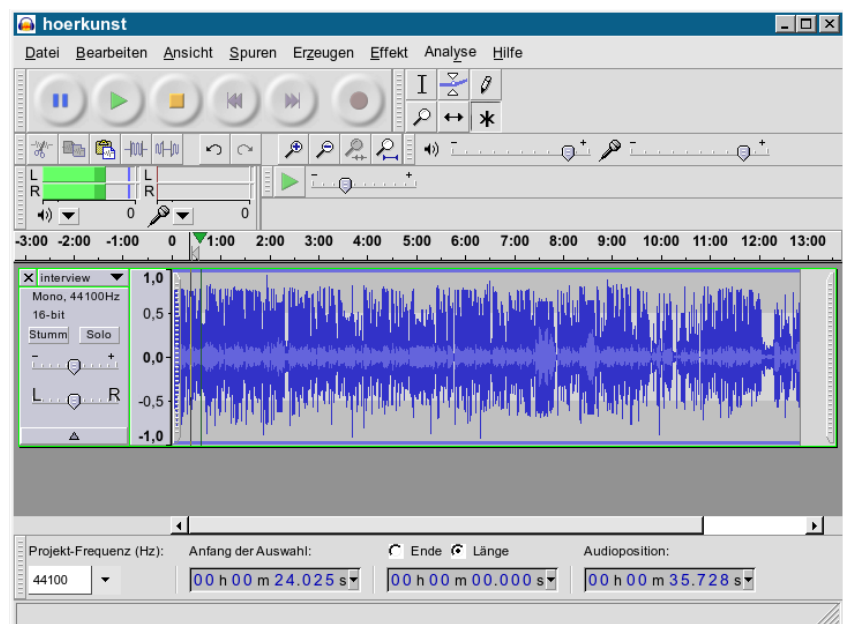 hoerkunst
Datei Bearbeiten Ansicht Spuren Erzeugen Effekt Analyse Hilfe
- +
- +
L
R
L
R
- +
0
0
-3:00 -2:00 -1:00 0 1:00 2:00 3:00 4:00 5:00 6:00 7:00 8:00 9:00 10:00 11:00 12:00 13:00
X interview
Mono, 44100Hz
16-bit
Stumm Solo
- +
L R
1,0
0,5
0,0
-0,5
-1,0
Projekt-Frequenz (Hz): Anfang der Auswahl: Ende Länge Audioposition:
44100 00 h 00 m 24.025 s 00 h 00 m 00.000 s 00 h 00 m 35.728 s